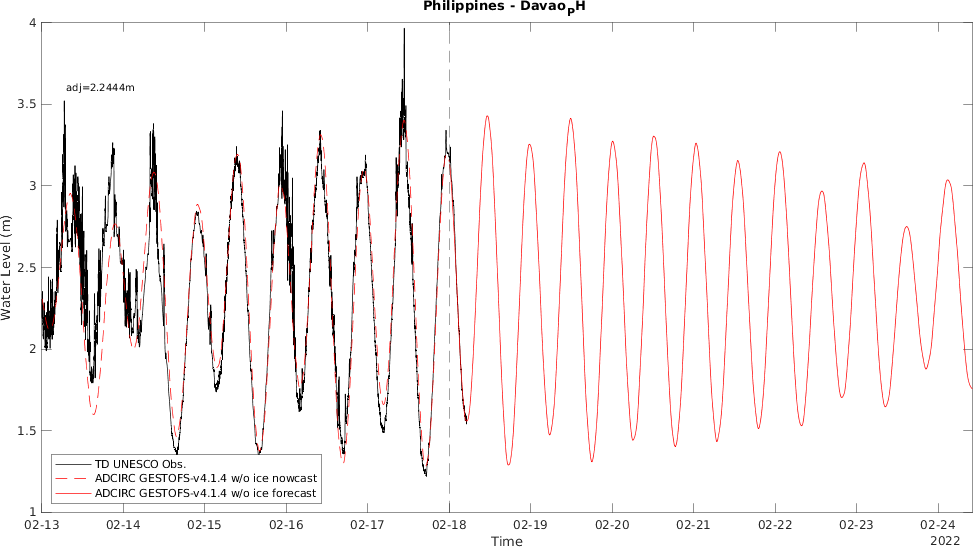 Philippines - DavaopH
adj=2.2444m
4
3.5
3
2.5
2
1.5
1
Water Level (m)
TD UNESCO Obs.
ADCIRC GESTOFS-v4.1.4 w/o ice nowcast
ADCIRC GESTOFS-v4.1.4 w/o ice forecast
02-13 02-14 02-15 02-16 02-17 02-18 02-19 02-20 02-21 02-22 02-23 02-24
Time
2022